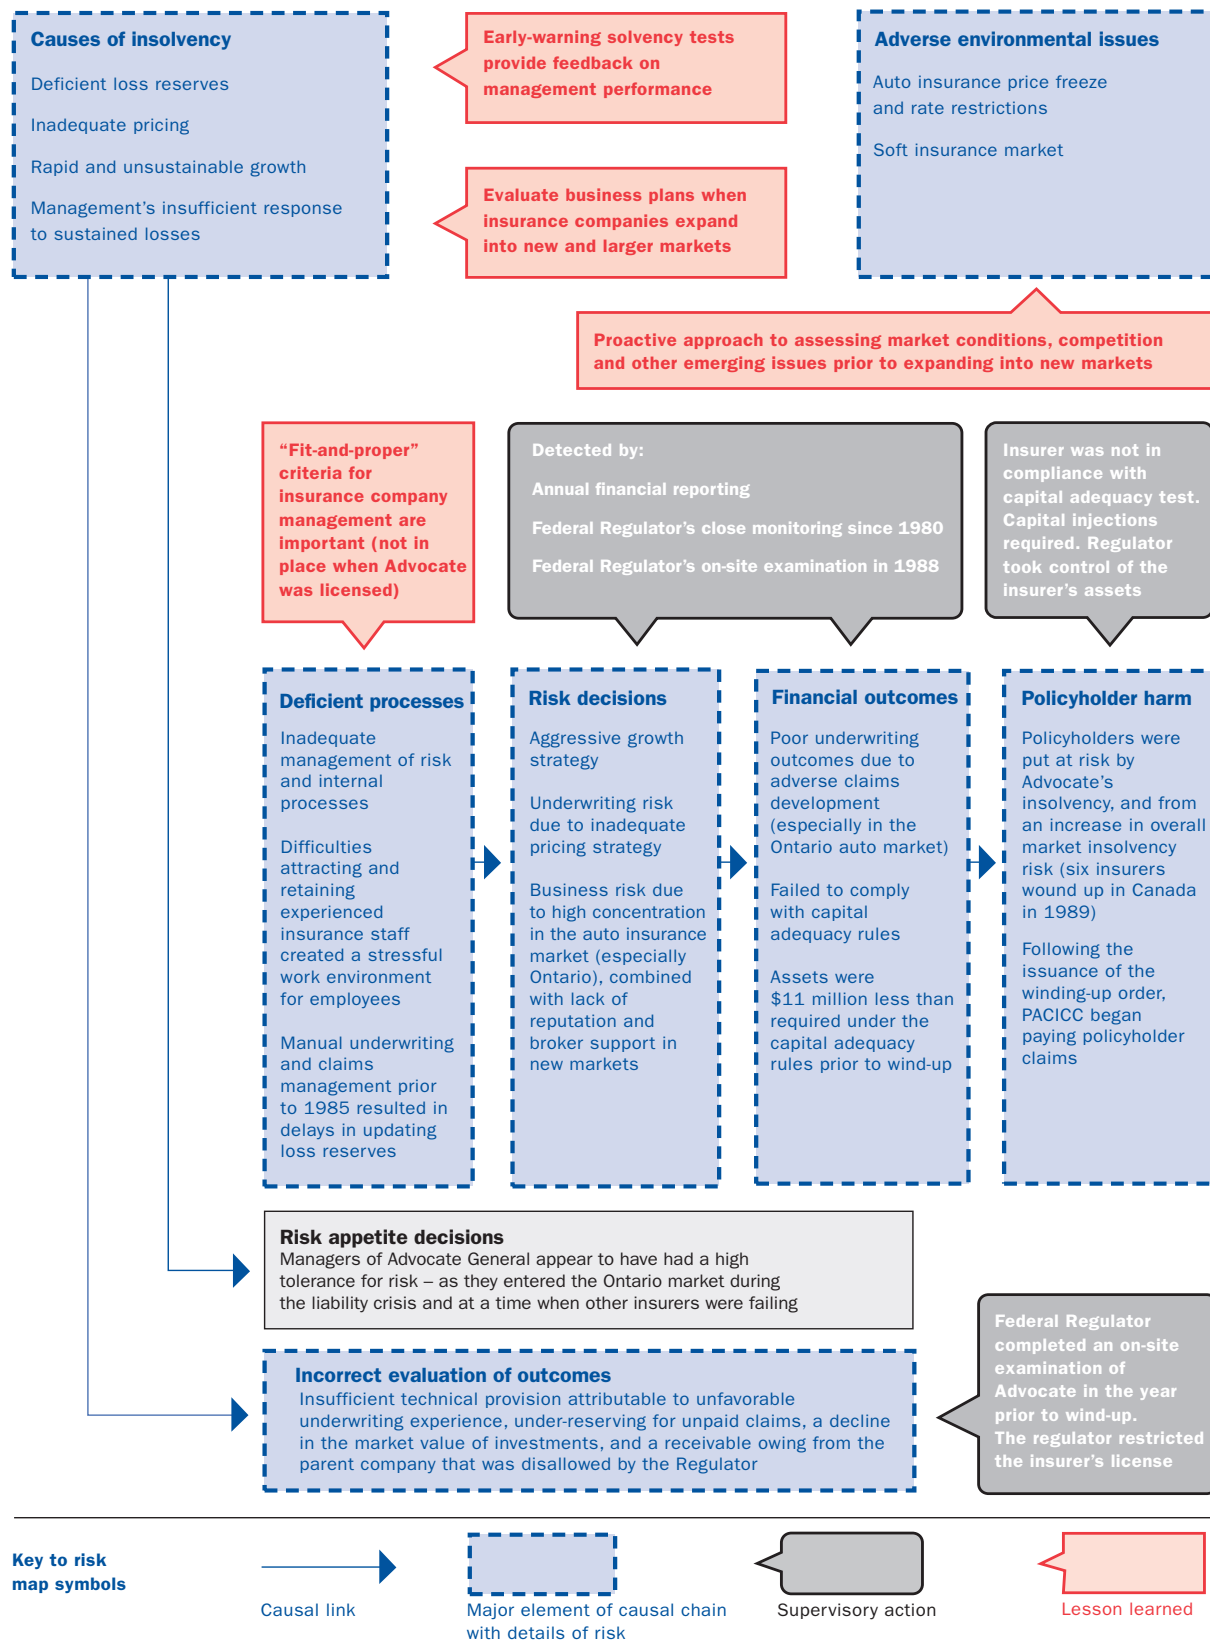 Causes of insolvency
Deficient loss reserves
Inadequate pricing
Rapid and unsustainable growth
Management's insufficient response
to sustained losses
Early-warning solvency tests
provide feedback on
management performance
Evaluate business plans when
insurance companies expand
into new and larger markets
Adverse environmental issues
Auto insurance price freeze
and rate restrictions
Soft insurance market
Proactive approach to assessing market conditions, competition
and other emerging issues prior to expanding into new markets
“Fit-and-proper”
criteria for
insurance company
management are
important (not in
place when Advocate
was licensed)
Detected by:
Annual financial reporting
Federal Regulator's close monitoring since 1980
Federal Regulator's on-site examination in 1988
Insurer was not in
compliance with
capital adequacy test.
Capital injections
required. Regulator
took control of the
insurer's assets
Deficient processes
Inadequate
management of risk
and internal
processes
Difficulties
attracting and
retaining
experienced
insurance staff
created a stressful
work environment
for employees
Manual underwriting
and claims
management prior
to 1985 resulted in
delays in updating
loss reserves
Risk decisions
Aggressive growth
strategy
Underwriting risk
due to inadequate
pricing strategy
Business risk due
to high concentration
in the auto insurance
market (especially
Ontario), combined
with lack of
reputation and
broker support in
new markets
Financial outcomes
Poor underwriting
outcomes due to
adverse claims
development
(especially in the
Ontario auto market)
Failed to comply
with capital
adequacy rules
Assets were
$11 million less than
required under the
capital adequacy
rules prior to wind-up
Policyholder harm
Policyholders were
put at risk by
Advocate's
insolvency, and from
an increase in overall
market insolvency
risk (six insurers
wound up in Canada
in 1989)
Following the
issuance of the
winding-up order,
PACICC began
paying policyholder
claims
Risk appetite decisions
Managers of Advocate General appear to have had a high
tolerance for risk – as they entered the Ontario market during
the liability crisis and at a time when other insurers were failing
Incorrect evaluation of outcomes
Insufficient technical provision attributable to unfavorable
underwriting experience, under-reserving for unpaid claims, a decline
in the market value of investments, and a receivable owing from the
parent company that was disallowed by the Regulator
Federal Regulator
completed an on-site
examination of
Advocate in the year
prior to wind-up.
The regulator restricted
the insurer's license
Key to risk
map symbols
Causal link
Major element of causal chain
with details of risk
Supervisory action
Lesson learned